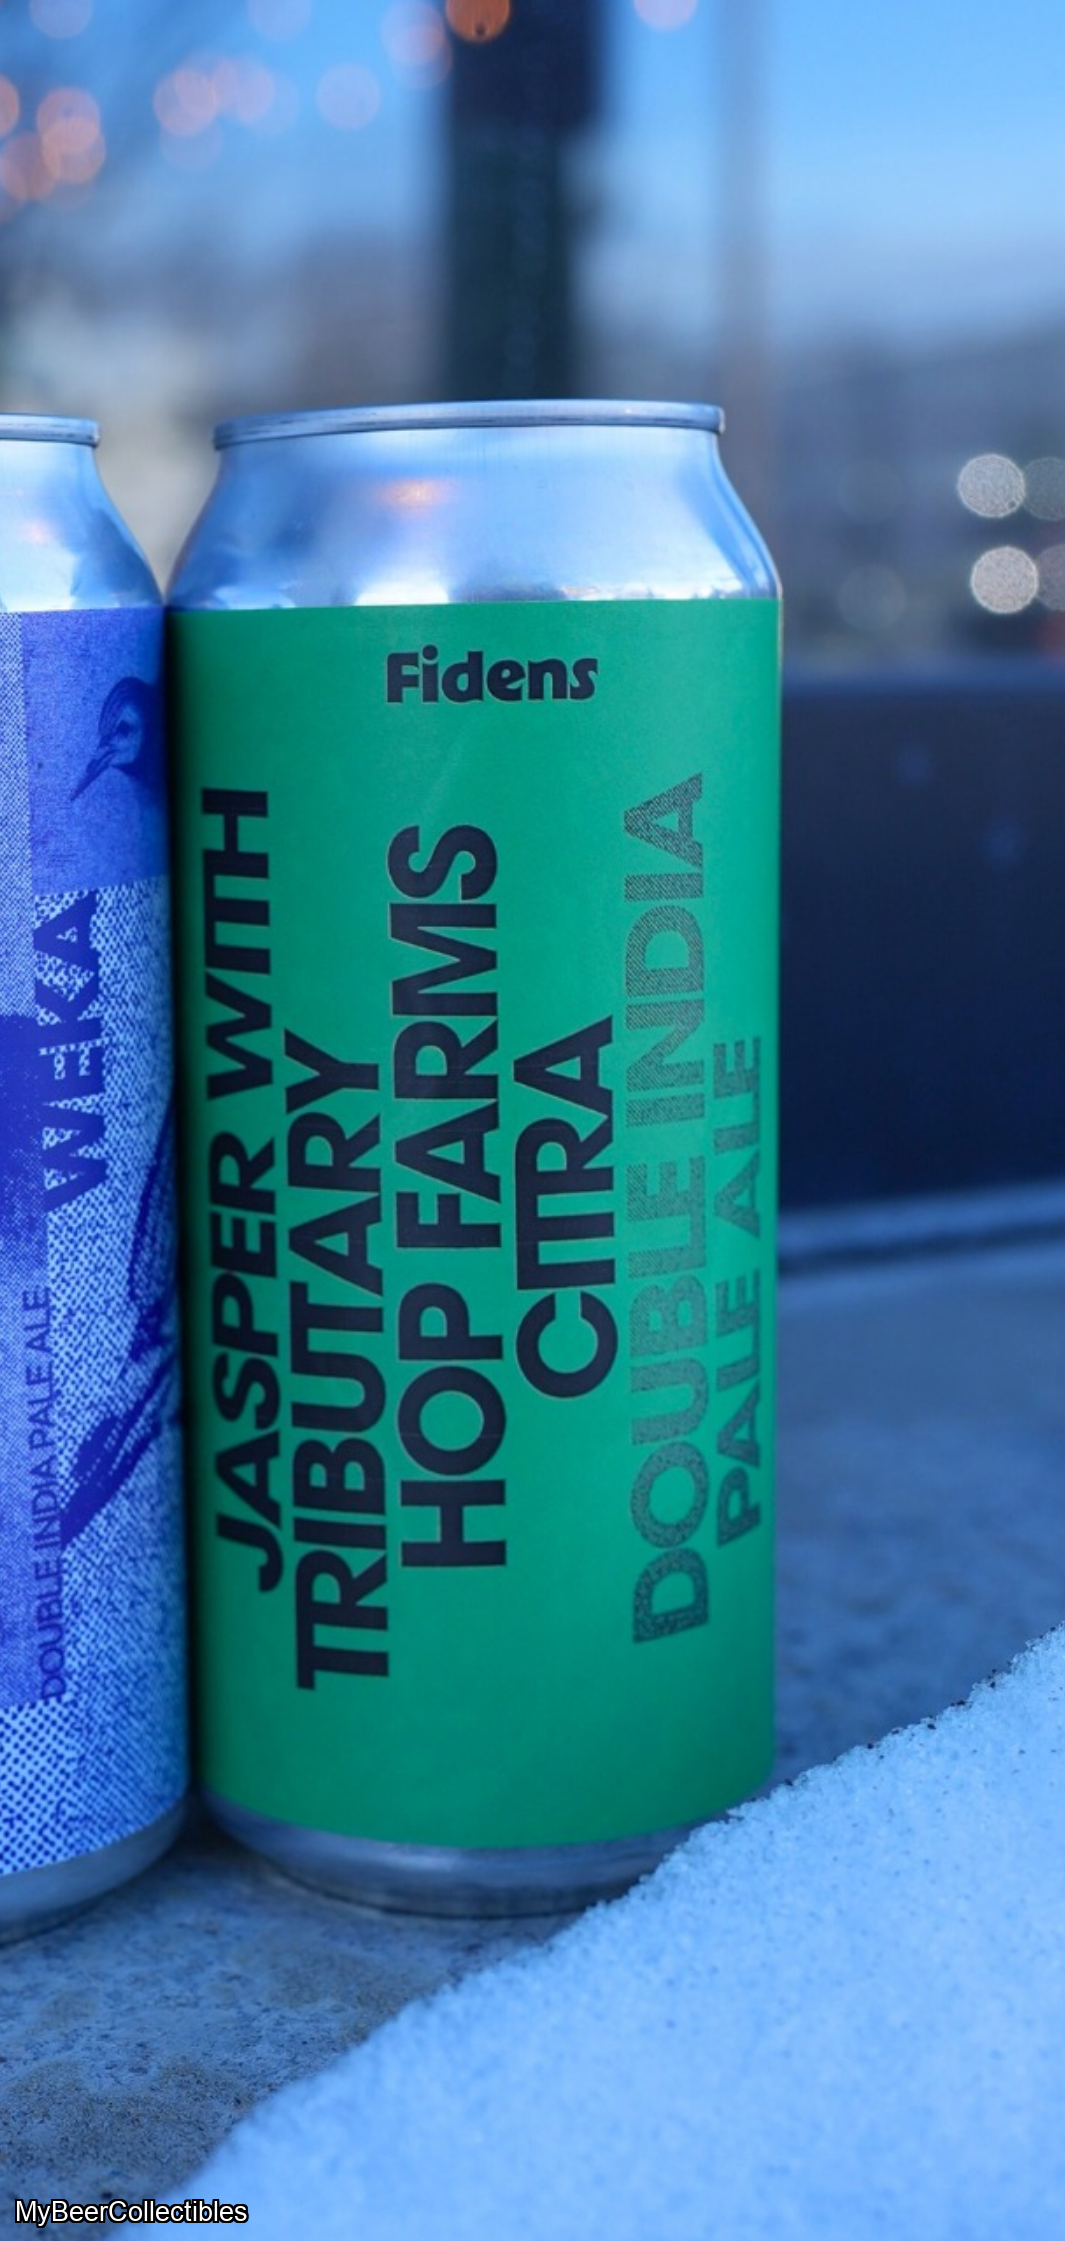 WEKA
DOUBLE INDIA PALE ALE
Fidens
JASPER WITH
TRIBUTARY
HOP FARMS
CITRA
DOUBLE INDIA
PALE ALE
MyBeerCollectibles